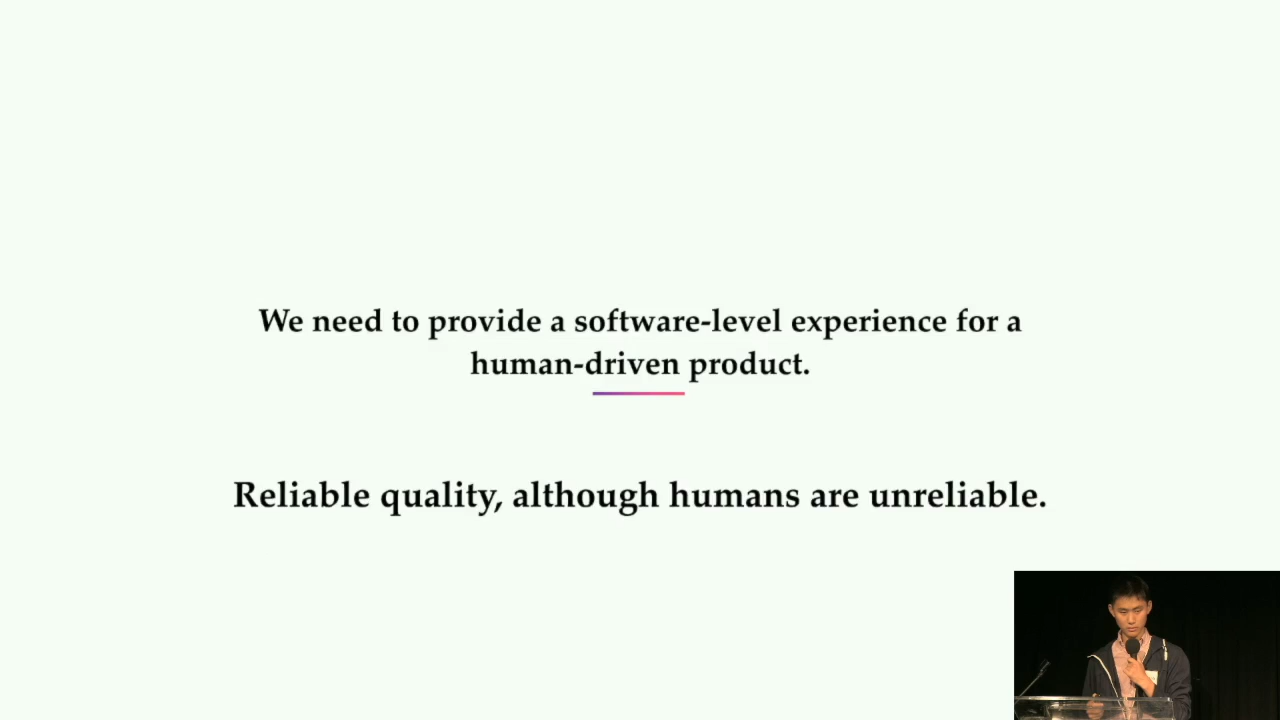 We need to provide a software-level experience for a
human-driven product.
Reliable quality, although humans are unreliable.